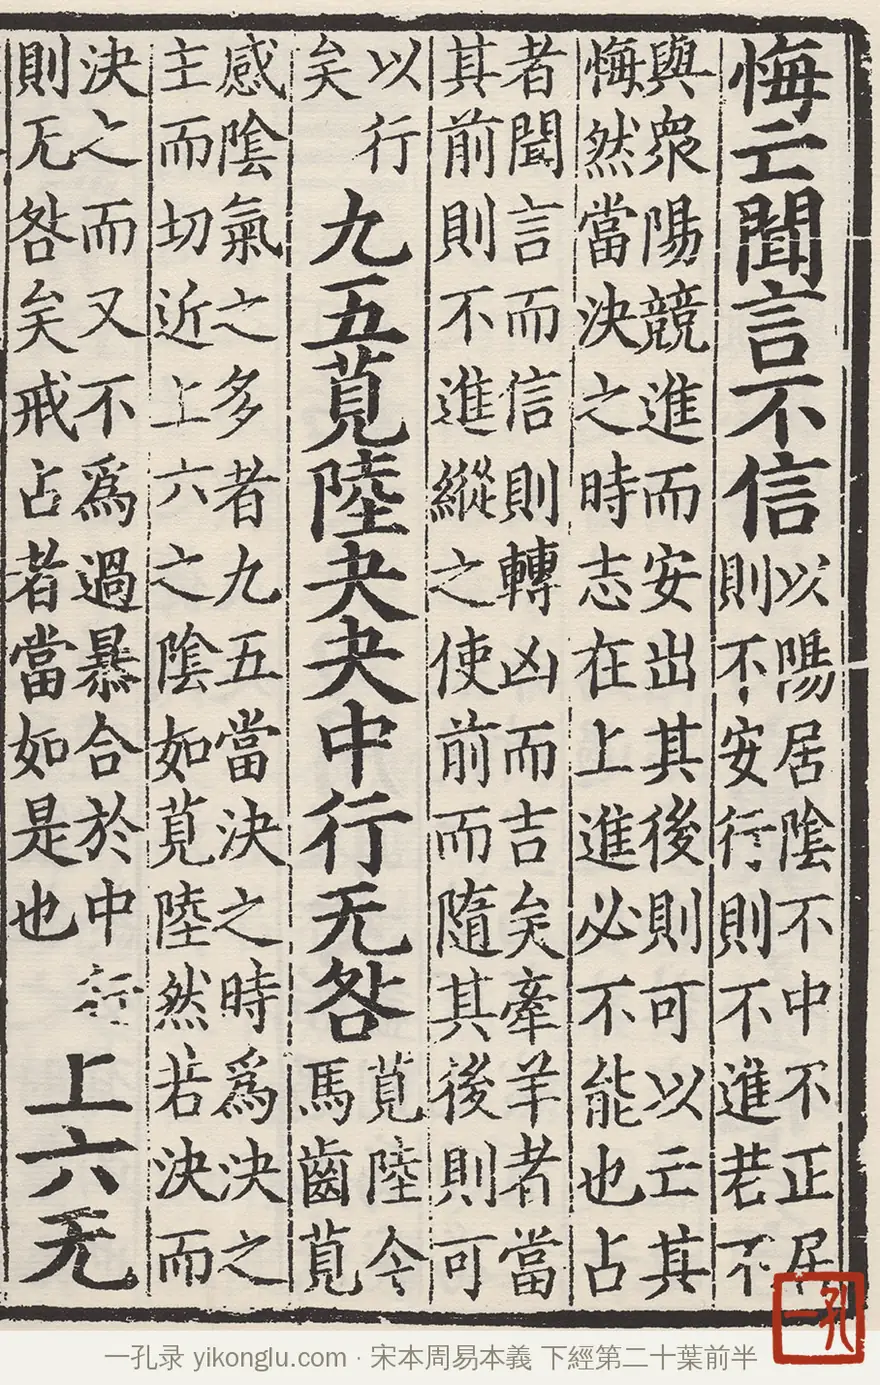 悔亡聞言不信
以陽居陰不中不正居
則不安行則不進若不
與衆陽競進而安出其後則可以亡其
悔然當決之時志在上進必不能也占
者聞言而信則轉凶而吉矣牽羊者當
其前則不進縱之使前而隨其後則可
以行
矣
九五莧陸夬夬中行无咎
莧陸今
馬齒莧
感陰氣之多者九五當決之時爲決之
主而切近上六之陰如莧陸然若決而
決之而又不爲過暴合於中行
則无咎矣戒占者當如是也
上六无
一孔
一孔录 yikonglu.com · 宋本周易本義 下經第二十葉前半